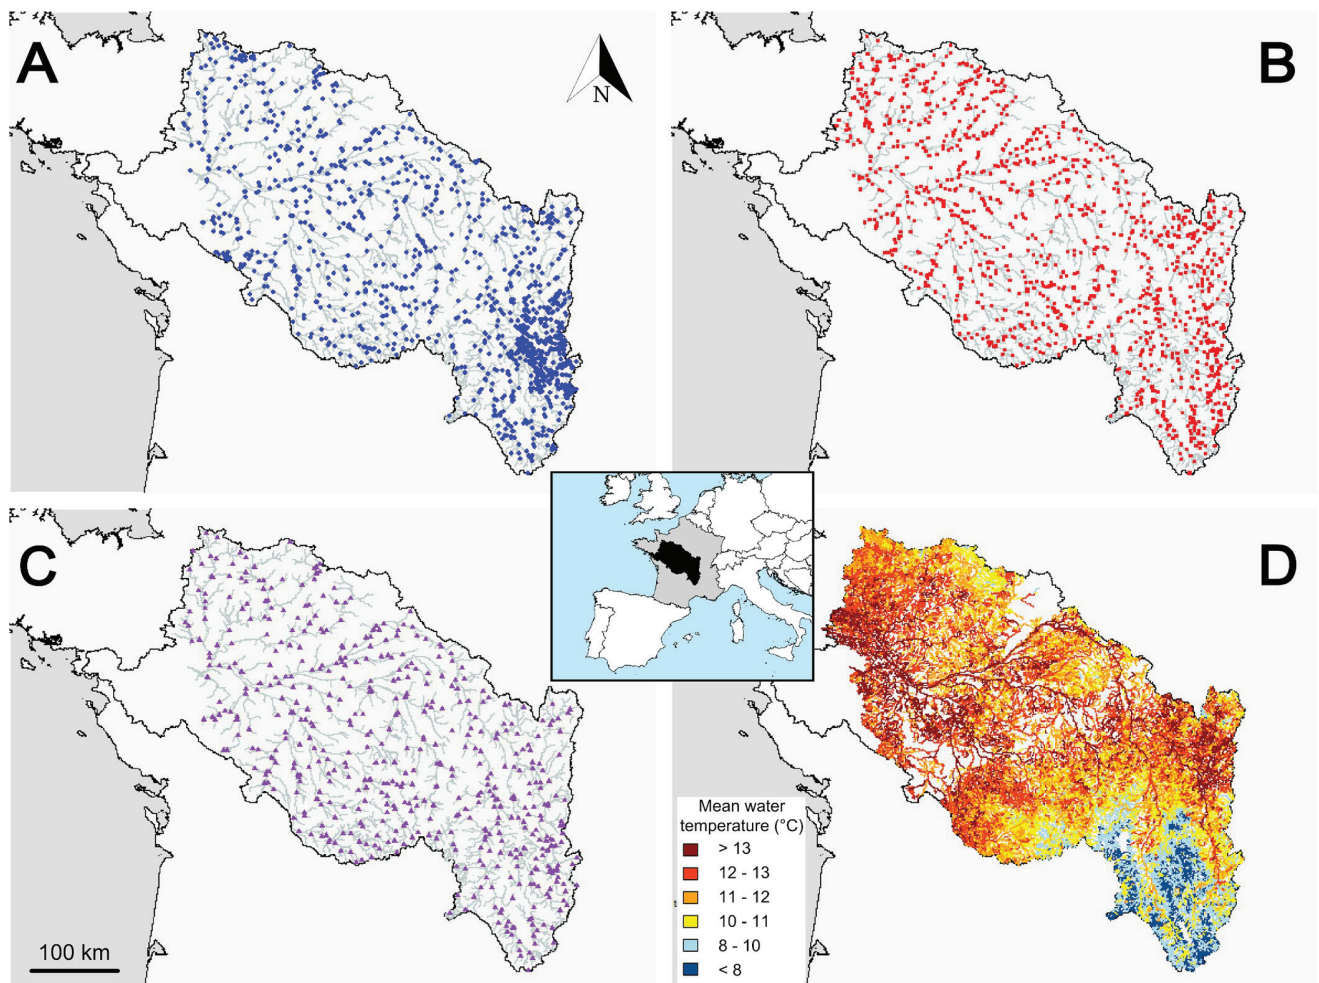 A
N
B
C
100 km
D
Mean water
temperature (°C)
> 13
12 - 13
11 - 12
10 - 11
8 - 10
< 8